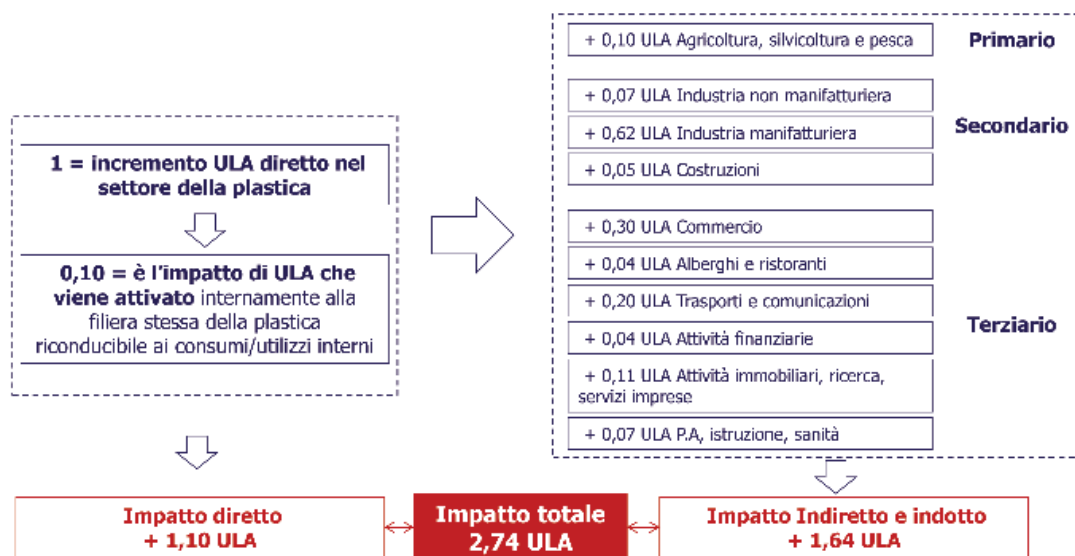 1 = incremento ULA diretto nel
settore della plastica
0,10 = è l'impatto di ULA che
viene attivato internamente alla
filiera stessa della plastica
riconducibile ai consumi/utilizzi interni
+ 0,10 ULA Agricoltura, silvicoltura e pesca
Primario
+ 0,07 ULA Industria non manifatturiera
+ 0,62 ULA Industria manifatturiera
Secondario
+ 0,05 ULA Costruzioni
+ 0,30 ULA Commercio
+ 0,04 ULA Alberghi e ristoranti
+ 0,20 ULA Trasporti e comunicazioni
Terziario
+ 0,04 ULA Attività finanziarie
+ 0,11 ULA Attività immobiliari, ricerca,
servizi imprese
+ 0,07 ULA P.A, istruzione, sanità
Impatto diretto
+ 1,10 ULA
Impatto totale
2,74 ULA
Impatto Indiretto e indotto
+ 1,64 ULA